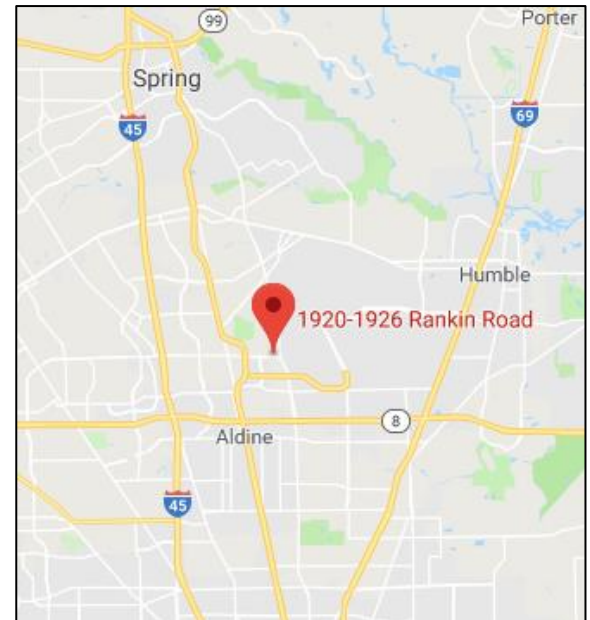 99
Porter
Spring
45
69
Humble
1920-1926 Rankin Road
8
Aldine
45